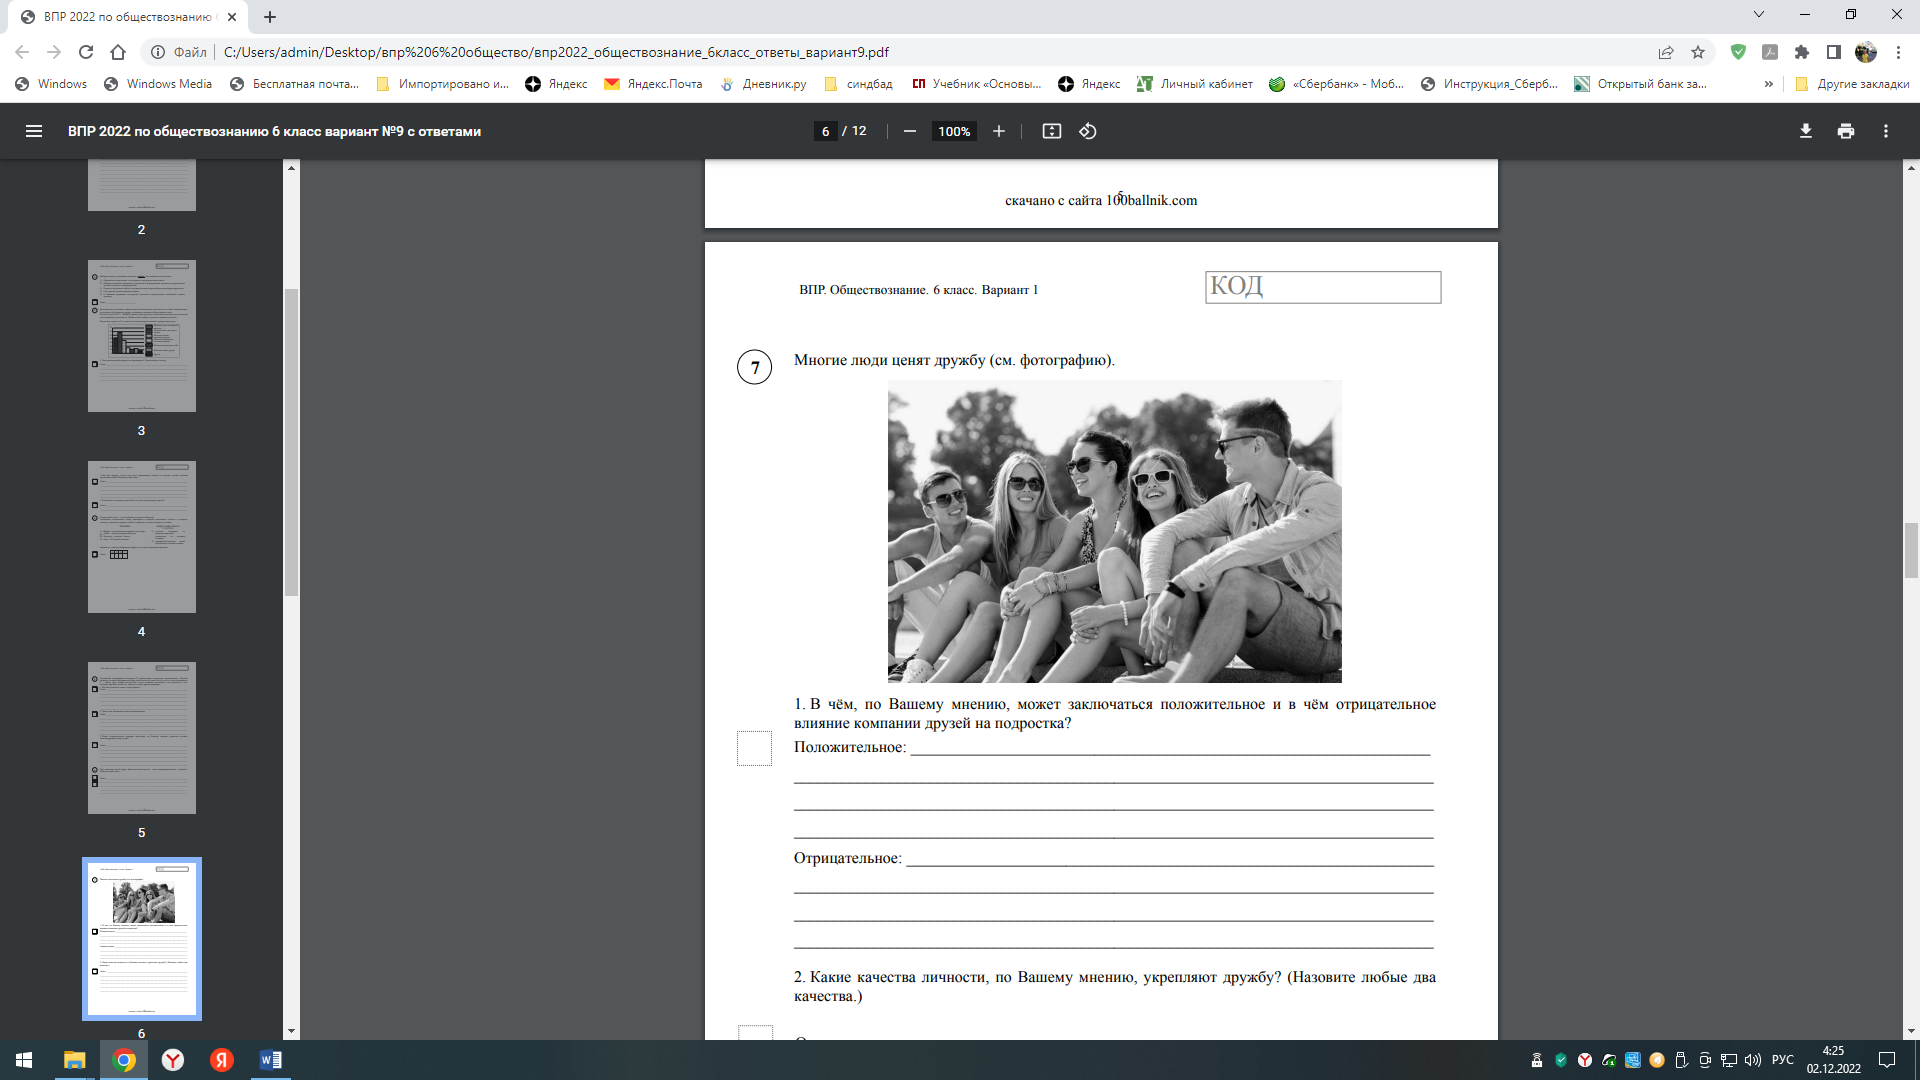 ВПР 2022 по обществознанию
Файл C:/Users/admin/Desktop/впр%206%20общество/впр2022_обществознание_6класс_ответы_вариант9.pdf
Windows Windows Media Бесплатная почта... Импортировано и... Яндекс Яндекс.Почта Дневник.ру синдбад Учебник «Основы... Яндекс Личный кабинет «Сбербанк» - Моб... Инструкция_Сберб... Открытый банк за... » Другие закладки
ВПР 2022 по обществознанию 6 класс вариант №9 с ответами 6 / 12 100%
2
3
4
5
6
5
скачано с сайта 100ballnik.com
ВПР. Обществознание. 6 класс. Вариант 1 КОД
7 Многие люди ценят дружбу (см. фотографию).
1. В чём, по Вашему мнению, может заключаться положительное и в чём отрицательное
влияние компании друзей на подростка?
Положительное:
Отрицательное:
2. Какие качества личности, по Вашему мнению, укрепляют дружбу? (Назовите любые два
качества.)
РУС 4:25
02.12.2022